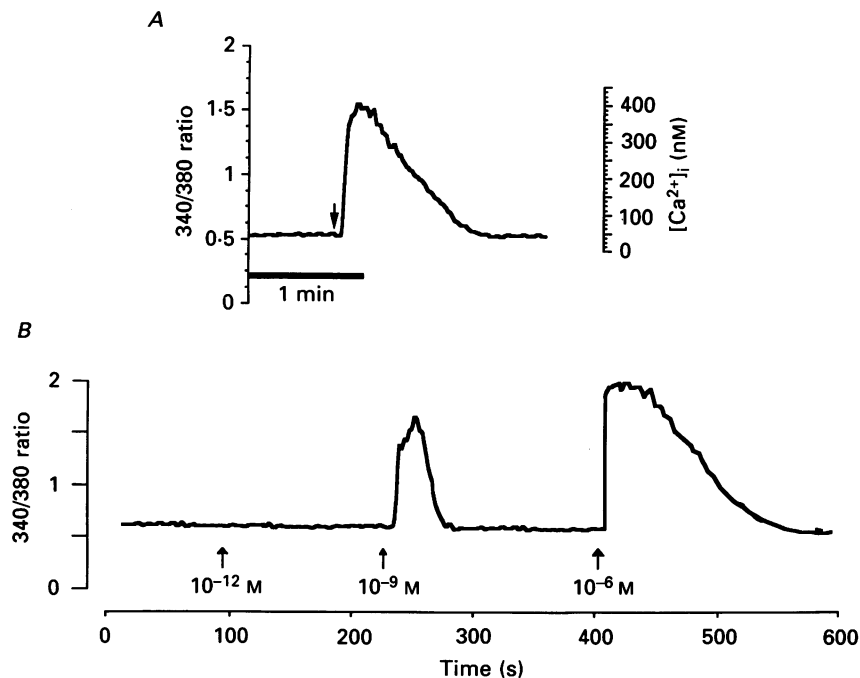 A
2
1·5
1
0·5
0
340/380 ratio
1 min
400
300
200
100
0
[Ca²⁺]ᵢ (nM)
B
2
1
0
340/380 ratio
10⁻¹² M
10⁻⁹ M
10⁻⁶ M
0 100 200 300 400 500 600
Time (s)